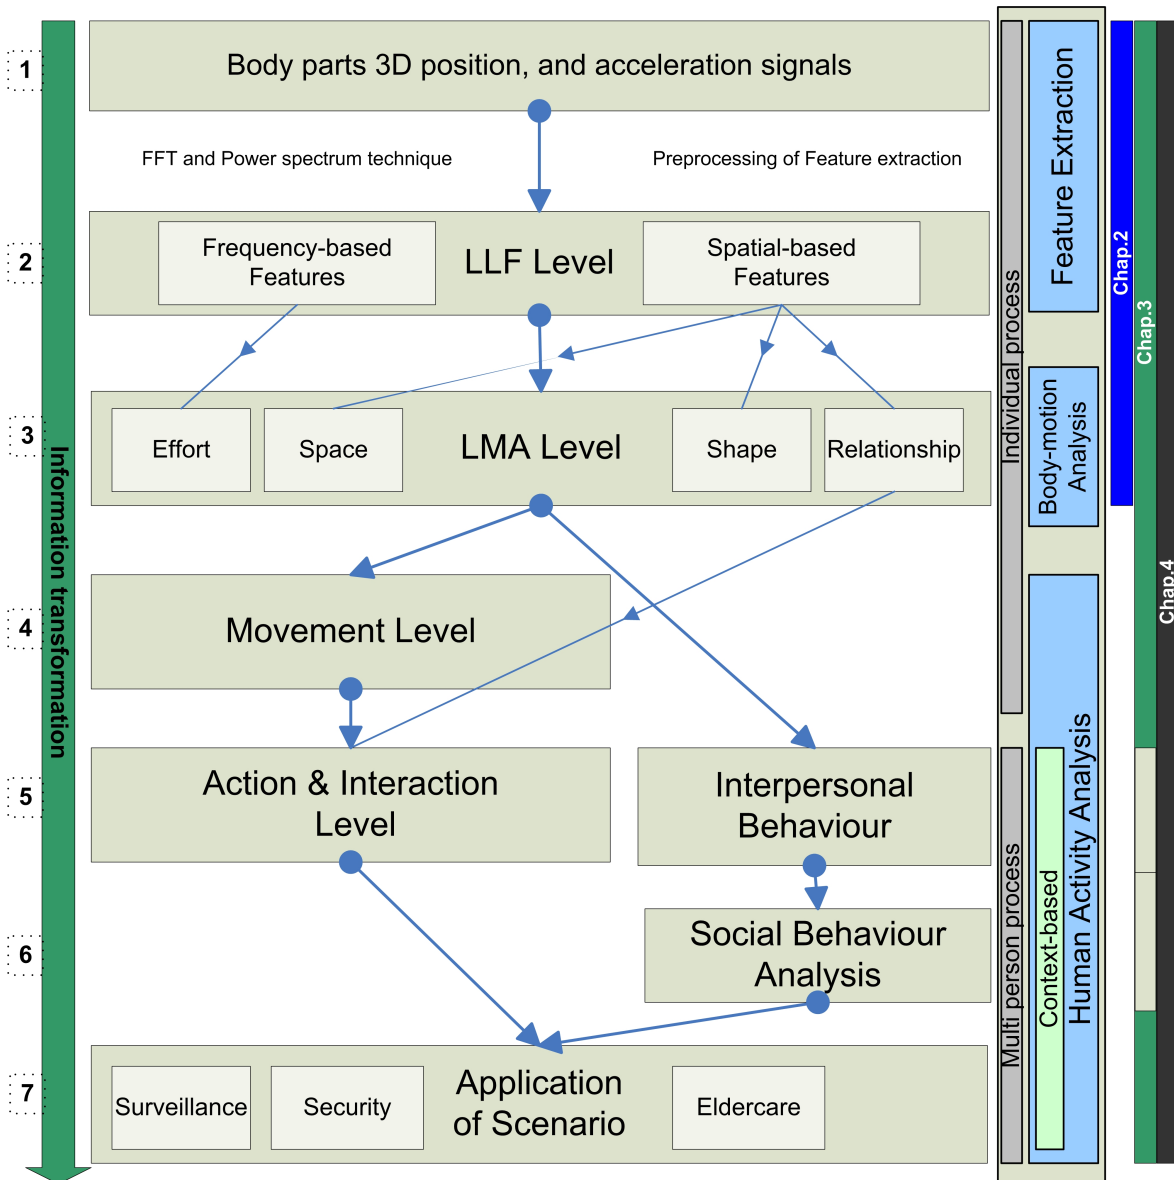 1
Body parts 3D position, and acceleration signals
FFT and Power spectrum technique
Preprocessing of Feature extraction
2
Frequency-based
Features
LLF Level
Spatial-based
Features
3
Effort
Space
LMA Level
Shape
Relationship
4
Movement Level
5
Action & Interaction
Level
Interpersonal
Behaviour
6
Social Behaviour
Analysis
7
Surveillance
Security
Application
of Scenario
Eldercare
Information transformation
Individual process
Multi person process
Feature Extraction
Body-motion
Analysis
Context-based
Human Activity Analysis
Chap.2
Chap.3
Chap.4